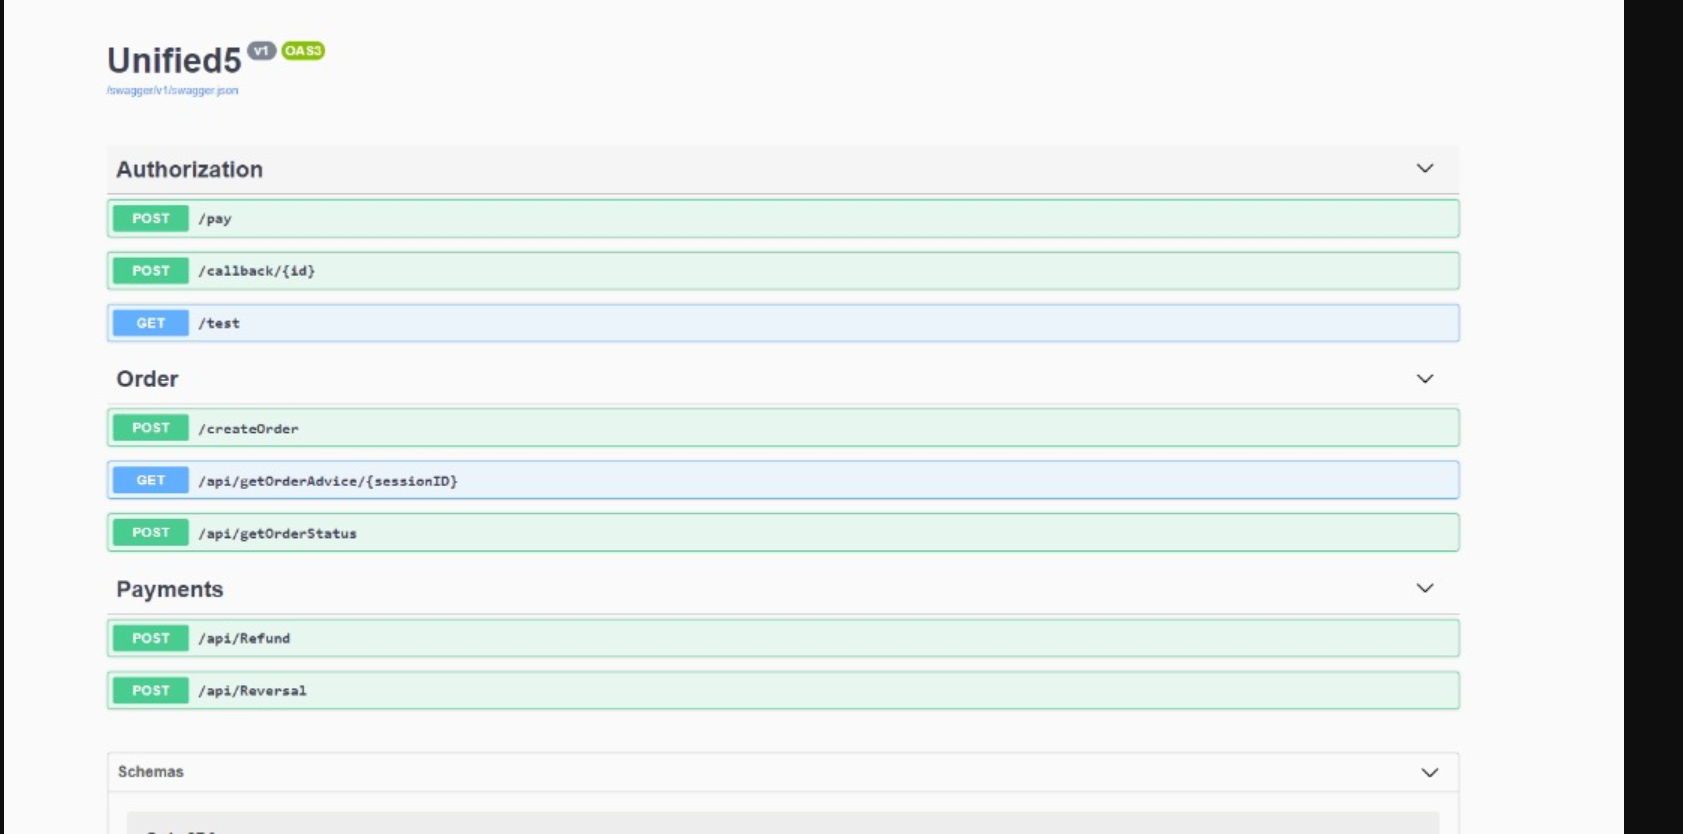 Unified5 v1 OAS3
/swagger/v1/swagger.json
Authorization
POST /pay
POST /callback/{id}
GET /test
Order
POST /createOrder
GET /api/getOrderAdvice/{sessionID}
POST /api/getOrderStatus
Payments
POST /api/Refund
POST /api/Reversal
Schemas